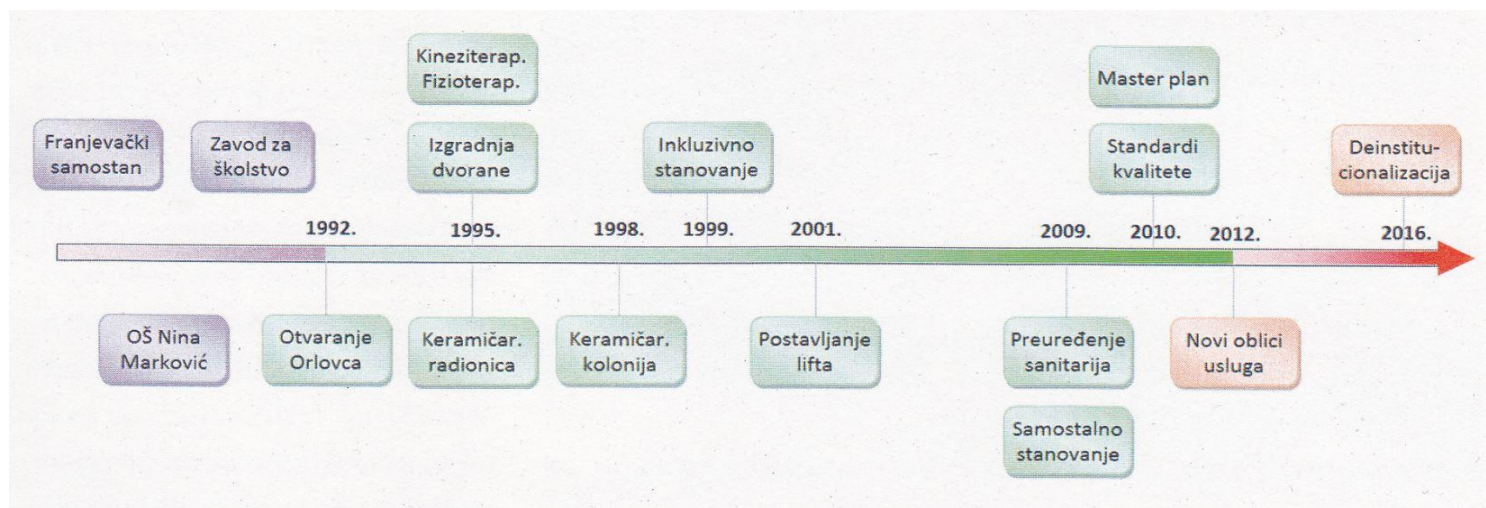 Kineziterap.
Fizioterap.
Master plan
Franjevački
samostan
Zavod za
školstvo
Izgradnja
dvorane
Inkluzivno
stanovanje
Standardi
kvalitete
Deinstitu-
cionalizacija
1992.
1995.
1998.
1999.
2001.
2009.
2010.
2012.
2016.
OŠ Nina
Marković
Otvaranje
Orlovca
Keramičar.
radionica
Keramičar.
kolonija
Postavljanje
lifta
Preuređenje
sanitarija
Novi oblici
usluga
Samostalno
stanovanje